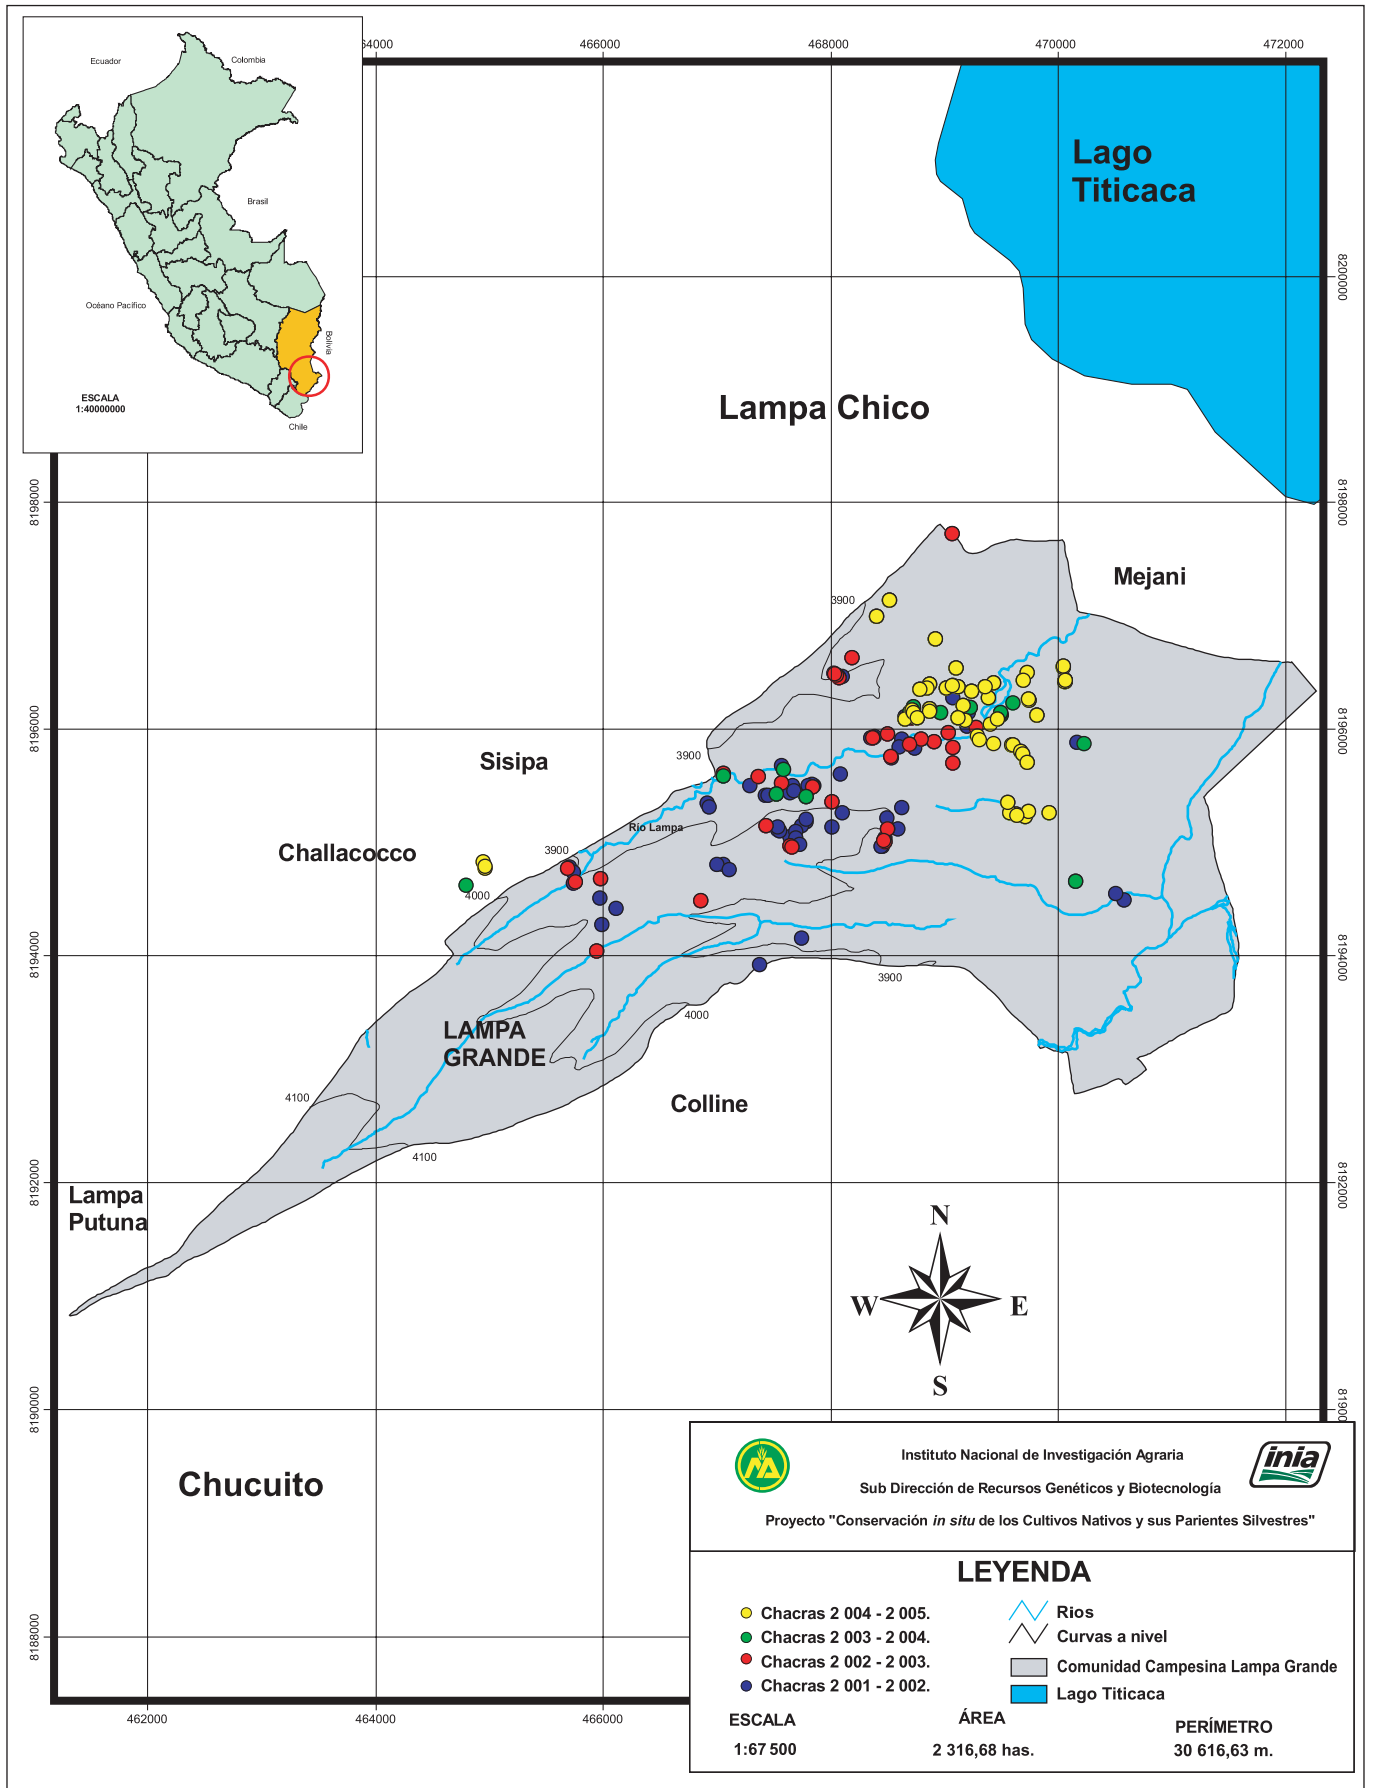 Ecuador
Colombia
Brasil
Océano Pacífico
Bolivia
ESCALA
1:40000000
Chile
466000
468000
470000
472000
Lago
Titicaca
8200000
Lampa Chico
8198000
8198000
Mejani
3900
8196000
8196000
3900
Sisipa
Río Lampa
Challacocco
3900
4000
8194000
8194000
3900
4000
LAMPA
GRANDE
Colline
4100
4100
8192000
8192000
Lampa
Putuna
N
W
E
S
8190000
Chucuito
8188000
462000
464000
466000
Instituto Nacional de Investigación Agraria
Sub Dirección de Recursos Genéticos y Biotecnología
Proyecto "Conservación in situ de los Cultivos Nativos y sus Parientes Silvestres"
inia
LEYENDA
Chacras 2 004 - 2 005.
Chacras 2 003 - 2 004.
Chacras 2 002 - 2 003.
Chacras 2 001 - 2 002.
Rios
Curvas a nivel
Comunidad Campesina Lampa Grande
Lago Titicaca
ESCALA
1:67 500
ÁREA
2 316,68 has.
PERÍMETRO
30 616,63 m.